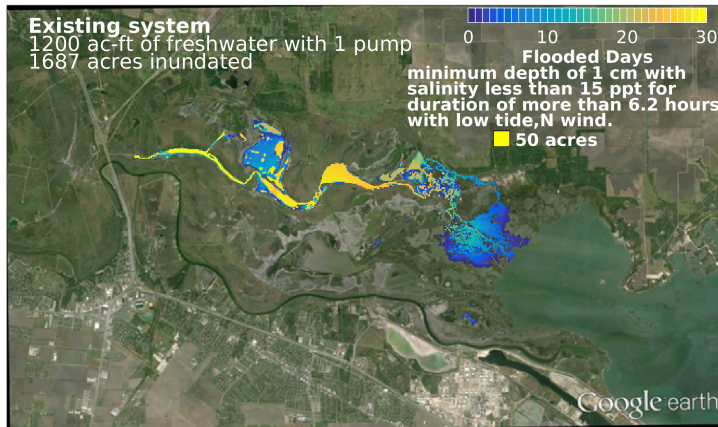 Existing system
1200 ac-ft of freshwater with 1 pump
1687 acres inundated
0 10 20 30
Flooded Days
minimum depth of 1 cm with
salinity less than 15 ppt for
duration of more than 6.2 hours
with low tide,N wind.
50 acres
Google earth